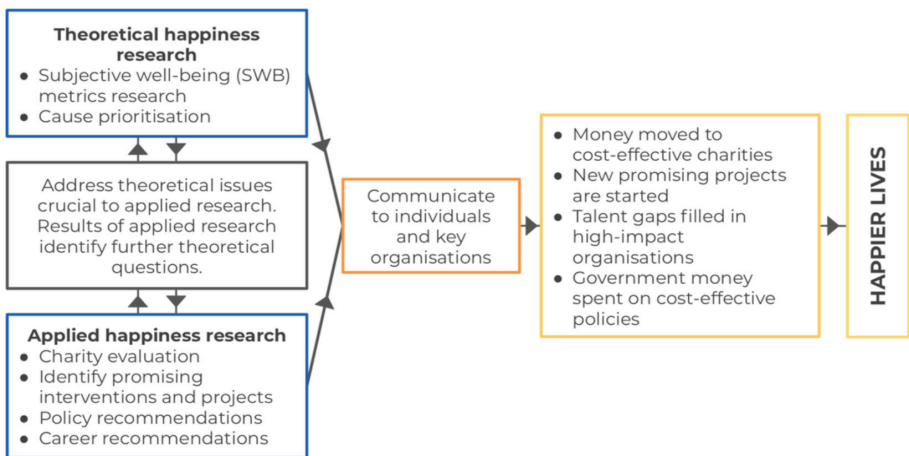 Theoretical happiness
research
● Subjective well-being (SWB)
metrics research
● Cause prioritisation
Address theoretical issues
crucial to applied research.
Results of applied research
identify further theoretical
questions.
Applied happiness research
● Charity evaluation
● Identify promising
interventions and projects
● Policy recommendations
● Career recommendations
Communicate
to individuals
and key
organisations
● Money moved to
cost-effective charities
● New promising projects
are started
● Talent gaps filled in
high-impact
organisations
● Government money
spent on cost-effective
policies
HAPPIER LIVES